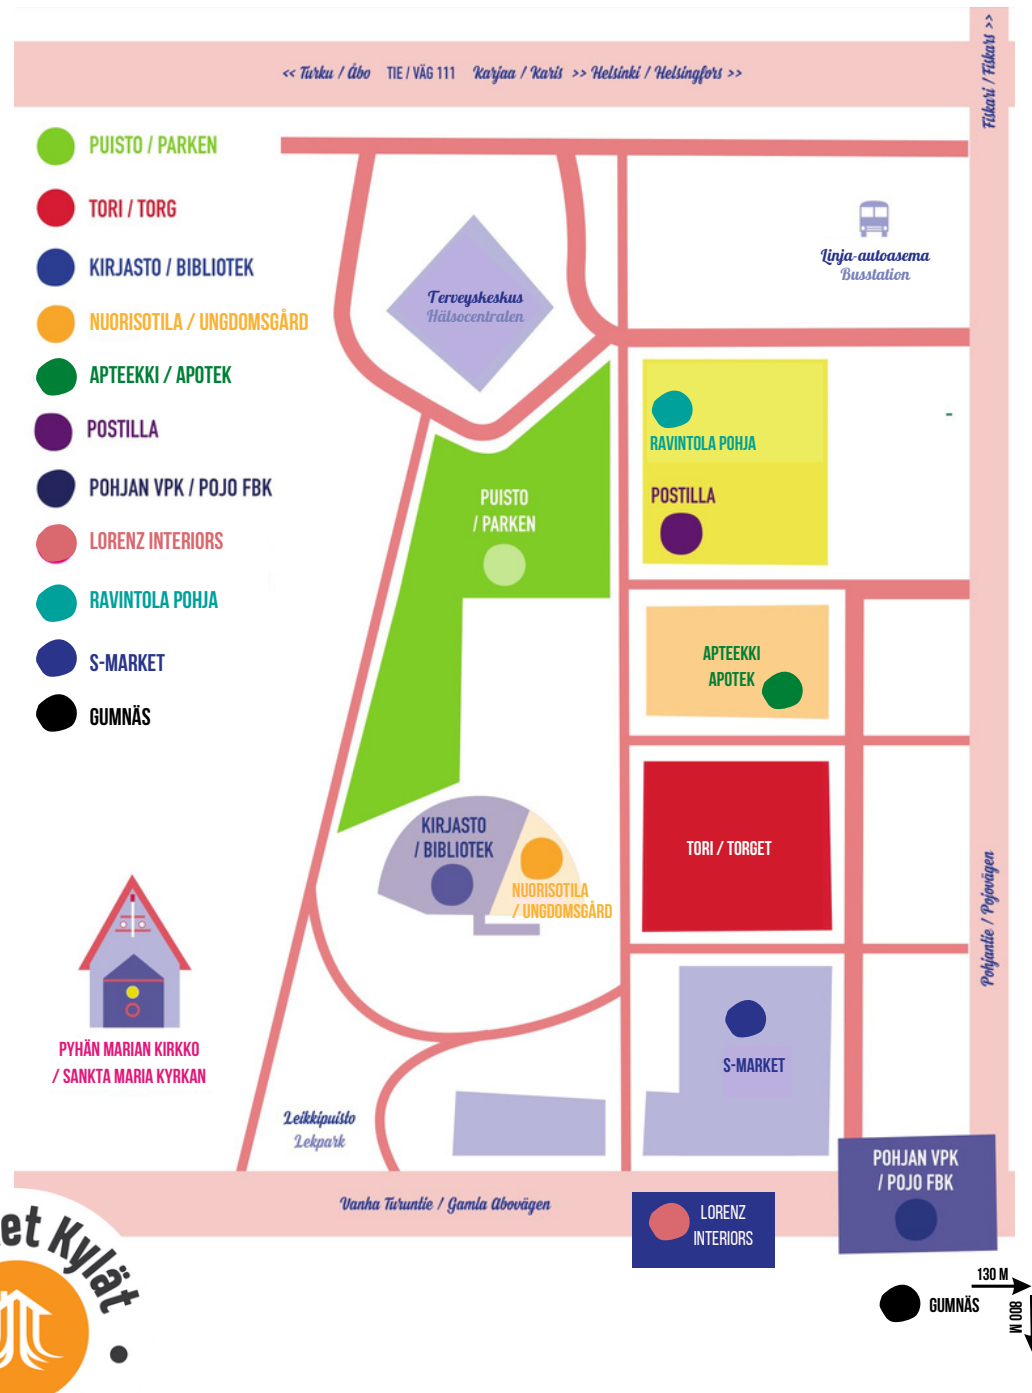 << Turku / Åbo TIE / VÄG 111 Karjaa / Karis >> Helsinki / Helsingfors >>
Fiskari / Fiskars >>
PUISTO / PARKEN
TORI / TORG
KIRJASTO / BIBLIOTEK
NUORISOTILA / UNGDOMSGÅRD
APTEEKKI / APOTEK
POSTILLA
POHJAN VPK / POJO FBK
LORENZ INTERIORS
RAVINTOLA POHJA
S-MARKET
GUMNÄS
Linja-autoasema
Busstation
Terveyskeskus
Hälsocentralen
RAVINTOLA POHJA
POSTILLA
PUISTO
/ PARKEN
APTEEKKI
APOTEK
KIRJASTO
/ BIBLIOTEK
NUORISOTILA
/ UNGDOMSGÅRD
TORI / TORGET
Pohjantie / Pojovägen
PYHÄN MARIAN KIRKKO
/ SANKTA MARIA KYRKAN
S-MARKET
Leikkipuisto
Lekpark
POHJAN VPK
/ POJO FBK
Vanha Turuntie / Gamla Åbovägen
LORENZ
INTERIORS
130 M
GUMNÄS
800 M
Kylät